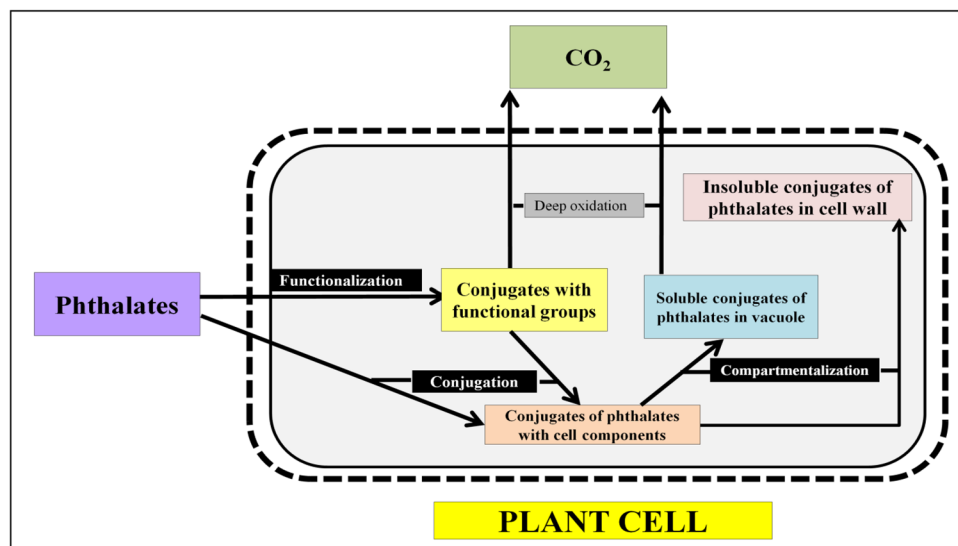 CO₂
Insoluble conjugates of
phthalates in cell wall
Deep oxidation
Functionalization
Phthalates
Conjugates with
functional groups
Soluble conjugates of
phthalates in vacuole
Conjugation
Compartmentalization
Conjugates of phthalates
with cell components
PLANT CELL